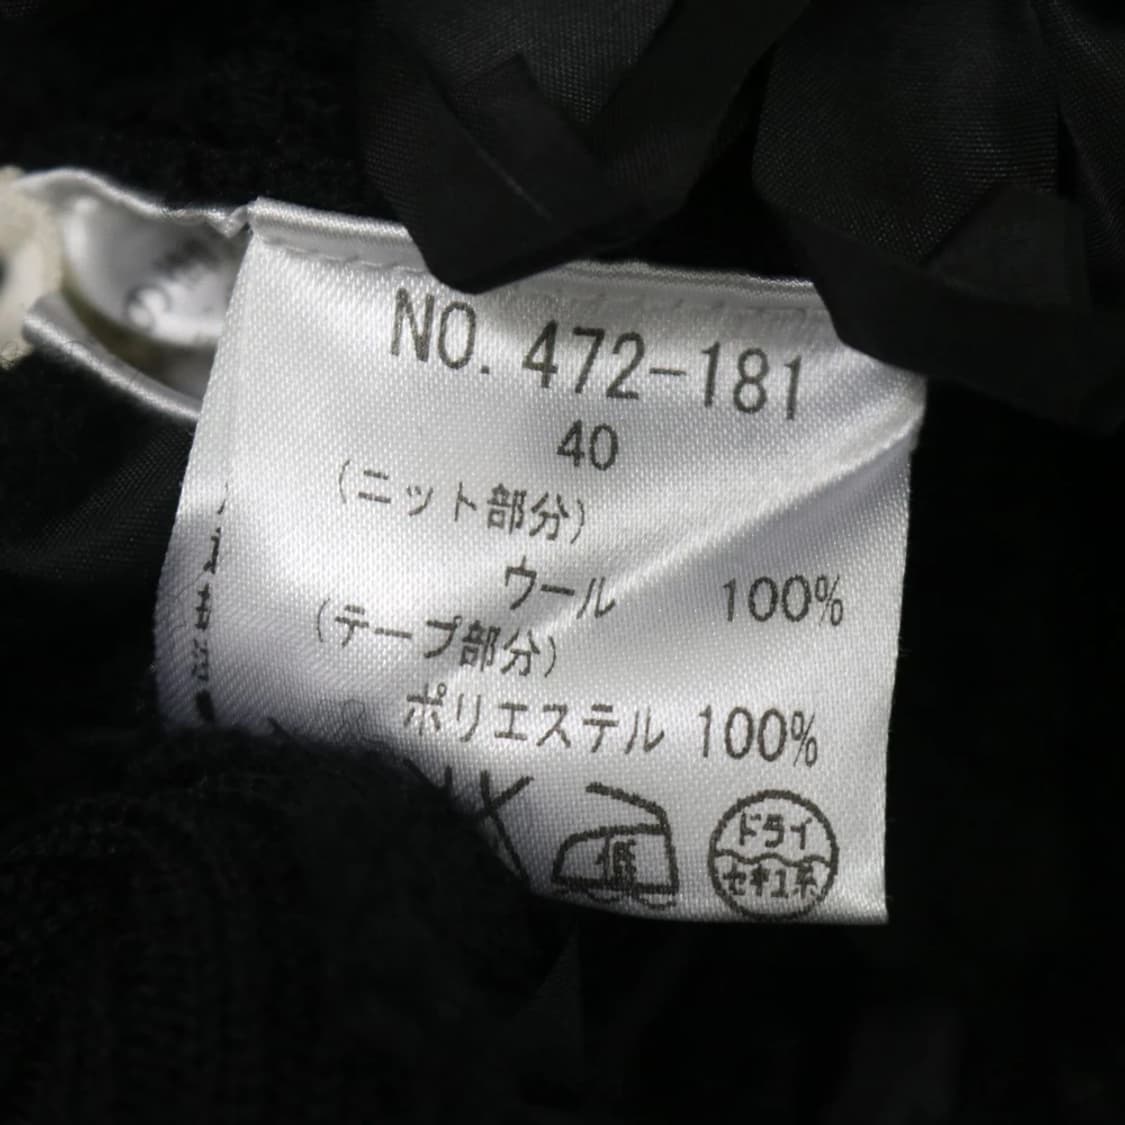 NO. 472-181
40
(ニット部分)
ウール 100%
(テープ部分)
ポリエステル 100%
低
ドライ
セキユ系